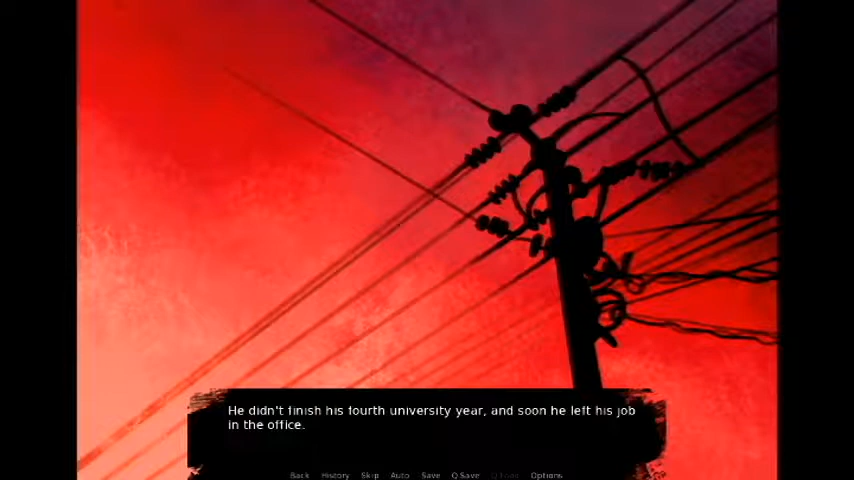 He didn't finish his fourth university year, and soon he left his job
in the office.
Back History Skip Auto Save Q.Save Q.Load Options